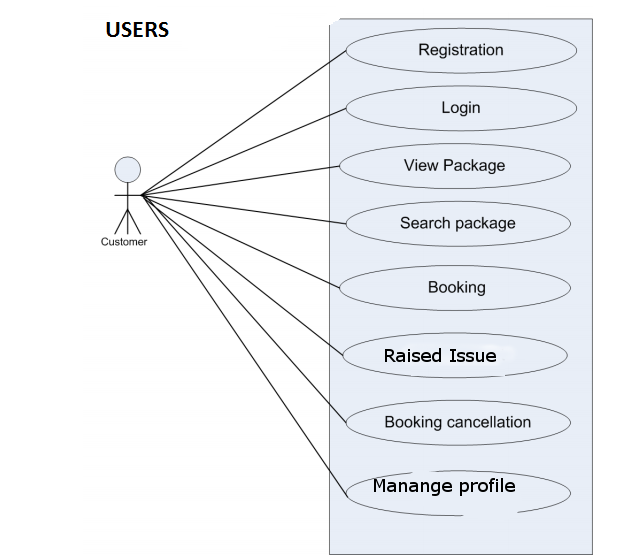 USERS
Registration
Login
View Package
Search package
Booking
Raised Issue
Booking cancellation
Manange profile
Customer